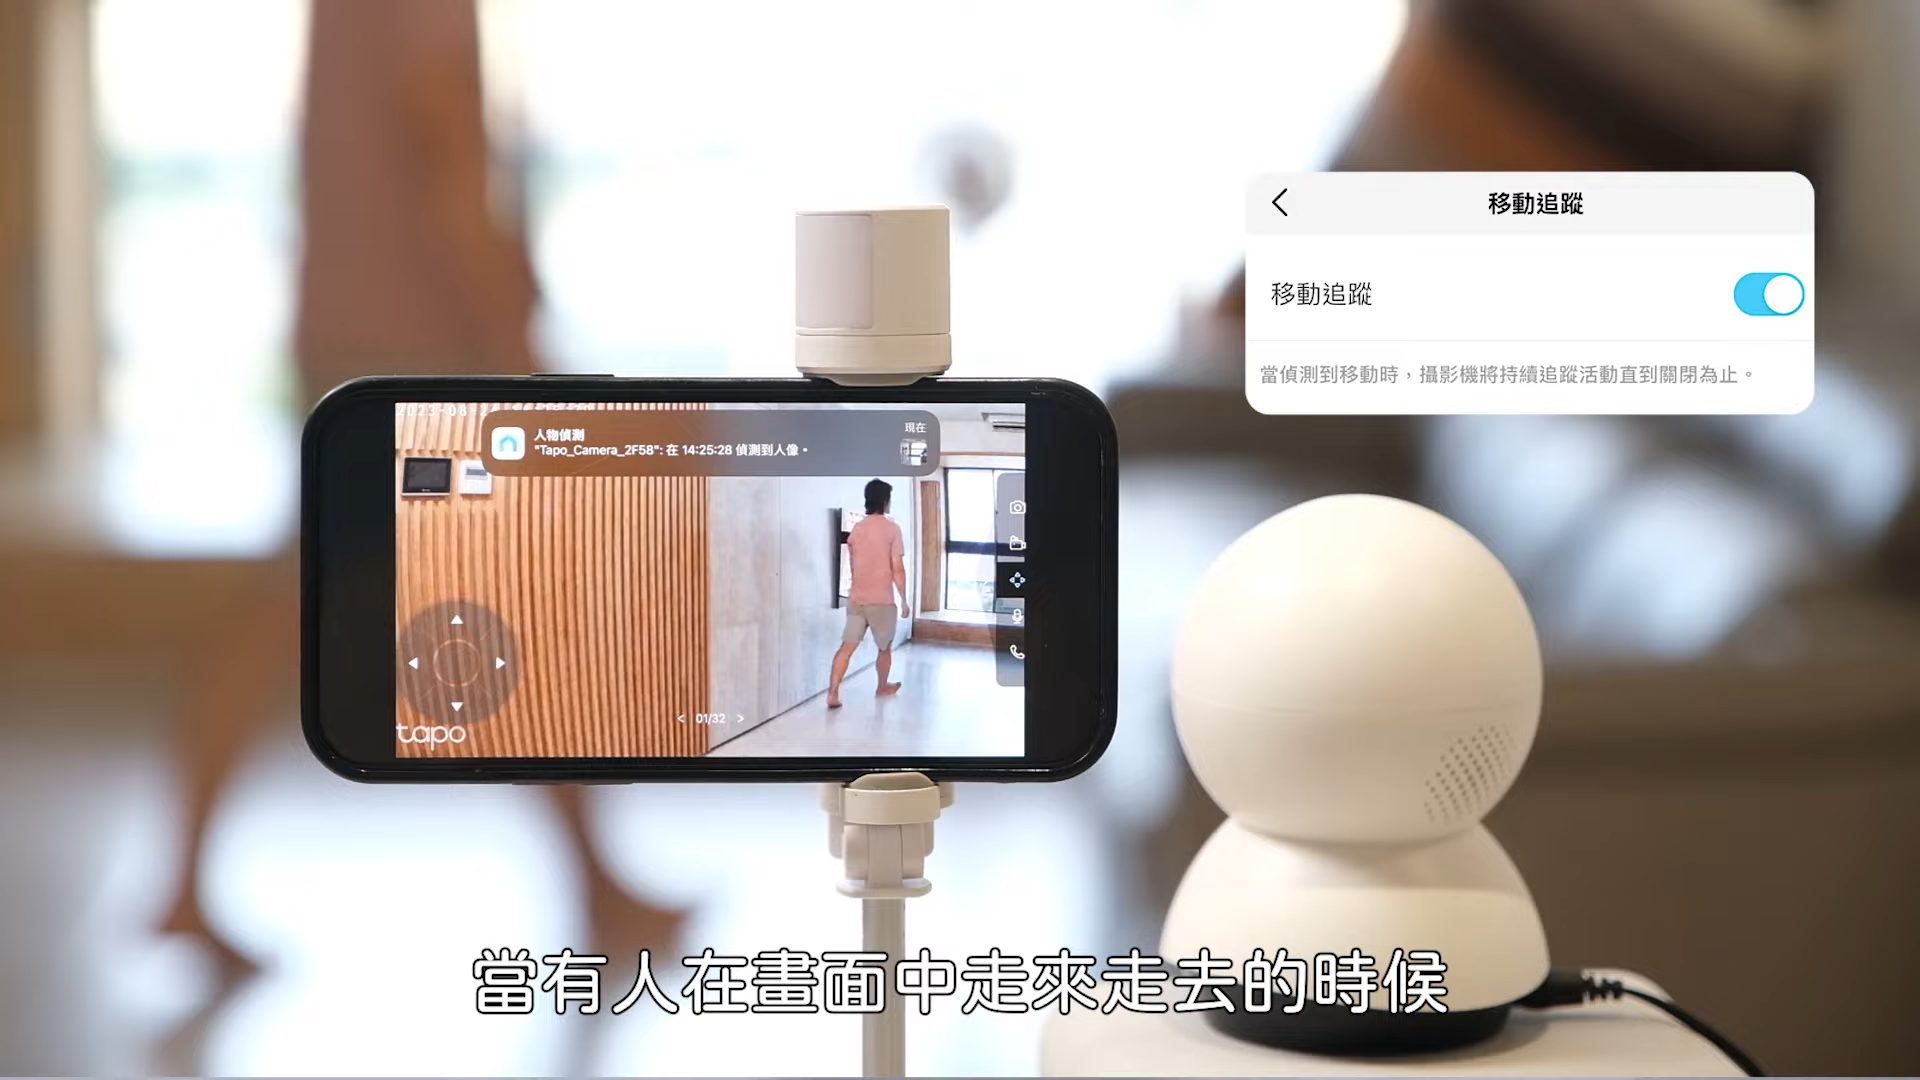 移動追蹤
移動追蹤
當偵測到移動時，攝影機將持續追蹤活動直到關閉為止。
人物偵測
現在
"Tapo_Camera_2F58": 在 14:25:28 偵測到人像。
< 01/32 >
tapo
當有人在畫面中走來走去的時候